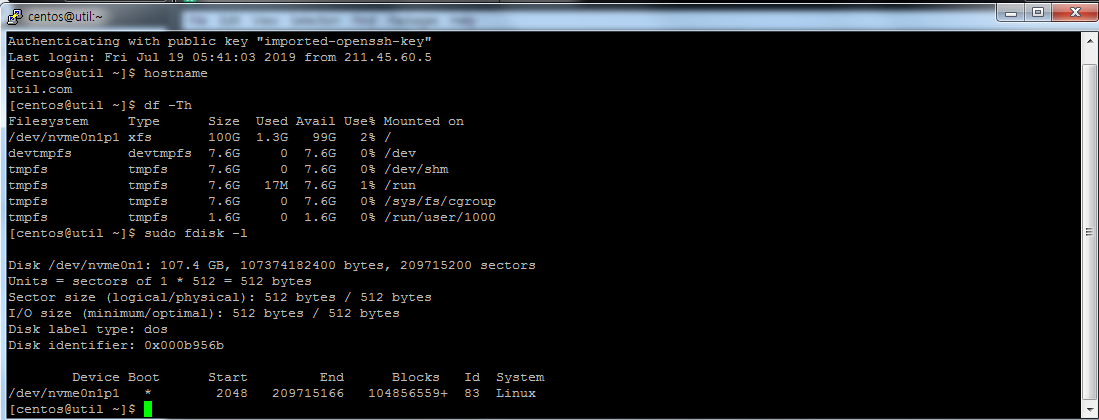 centos@util:~
Authenticating with public key "imported-openssh-key"
Last login: Fri Jul 19 05:41:03 2019 from 211.45.60.5
[centos@util ~]$ hostname
util.com
[centos@util ~]$ df -Th
Filesystem     Type      Size  Used Avail Use% Mounted on
/dev/nvme0n1p1 xfs       100G  1.3G   99G   2% /
devtmpfs       devtmpfs  7.6G     0  7.6G   0% /dev
tmpfs          tmpfs     7.6G     0  7.6G   0% /dev/shm
tmpfs          tmpfs     7.6G   17M  7.6G   1% /run
tmpfs          tmpfs     7.6G     0  7.6G   0% /sys/fs/cgroup
tmpfs          tmpfs     1.6G     0  1.6G   0% /run/user/1000
[centos@util ~]$ sudo fdisk -l
Disk /dev/nvme0n1: 107.4 GB, 107374182400 bytes, 209715200 sectors
Units = sectors of 1 * 512 = 512 bytes
Sector size (logical/physical): 512 bytes / 512 bytes
I/O size (minimum/optimal): 512 bytes / 512 bytes
Disk label type: dos
Disk identifier: 0x000b956b
        Device Boot      Start         End      Blocks   Id  System
/dev/nvme0n1p1   *        2048   209715166   104856559+  83  Linux
[centos@util ~]$